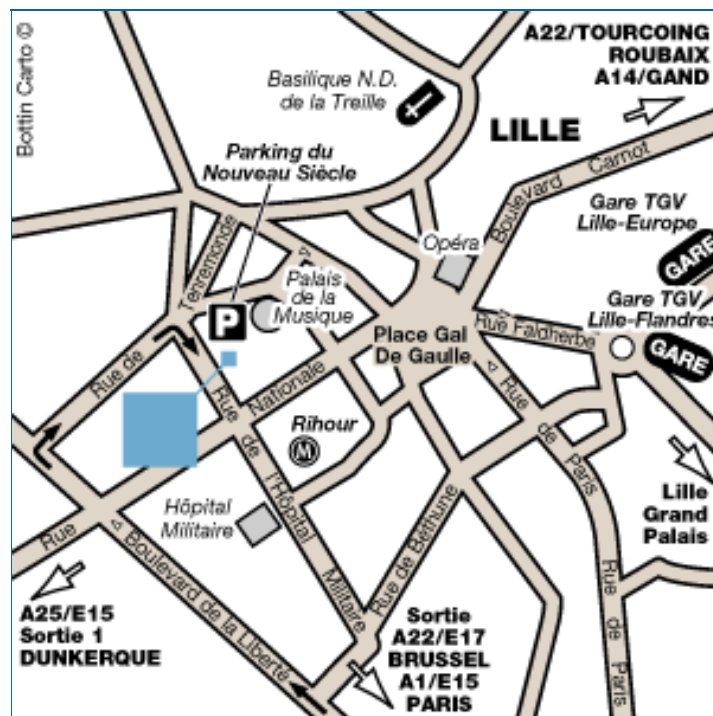 Bottin Carto ©
A22/TOURCOING
ROUBAIX
A14/GAND
Basilique N.D.
de la Treille
LILLE
Parking du
Nouveau Siècle
Boulevard Carnot
Gare TGV
Lille-Europe
GARE
Opéra
Tenremonde
Rue de
P
Palais
de la
Musique
Gare TGV
Lille-Flandres
GARE
Rue Faidherbe
Place Gal
De Gaulle
Nationale
Rue
Rue de l'Hôpital Militaire
Rihour
M
Rue de Paris
Hôpital
Militaire
Rue de Béthune
Lille
Grand
Palais
Boulevard de la Liberté
A25/E15
Sortie 1
DUNKERQUE
Sortie
A22/E17
BRUSSEL
A1/E15
PARIS
Rue de Paris